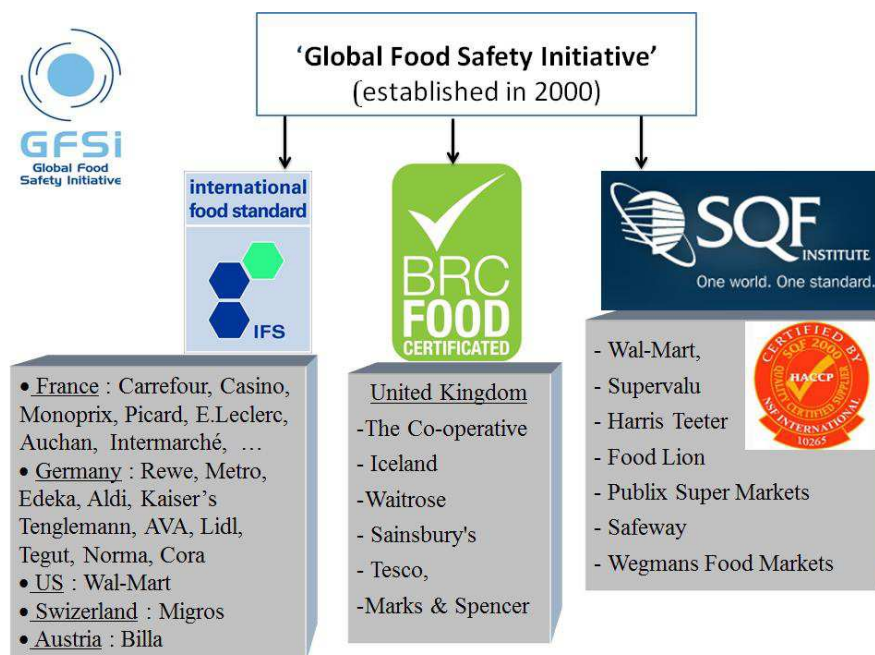 ‘Global Food Safety Initiative’
(established in 2000)
GFSi
Global Food
Safety Initiative
international
food standard
IFS
BRC
FOOD
CERTIFICATED
SQF
INSTITUTE
One world. One standard.
• France : Carrefour, Casino,
Monoprix, Picard, E.Leclerc,
Auchan, Intermarché, …
• Germany : Rewe, Metro,
Edeka, Aldi, Kaiser’s
Tenglemann, AVA, Lidl,
Tegut, Norma, Cora
• US : Wal-Mart
• Swizerland : Migros
• Austria : Billa
United Kingdom
-The Co-operative
- Iceland
-Waitrose
- Sainsbury's
- Tesco,
-Marks & Spencer
- Wal-Mart,
- Supervalu
- Harris Teeter
- Food Lion
- Publix Super Markets
- Safeway
- Wegmans Food Markets
CERTIFIED BY
SQF 2000
HACCP
QUALITY CERTIFIED SUPPLIER
NSF INTERNATIONAL
10265